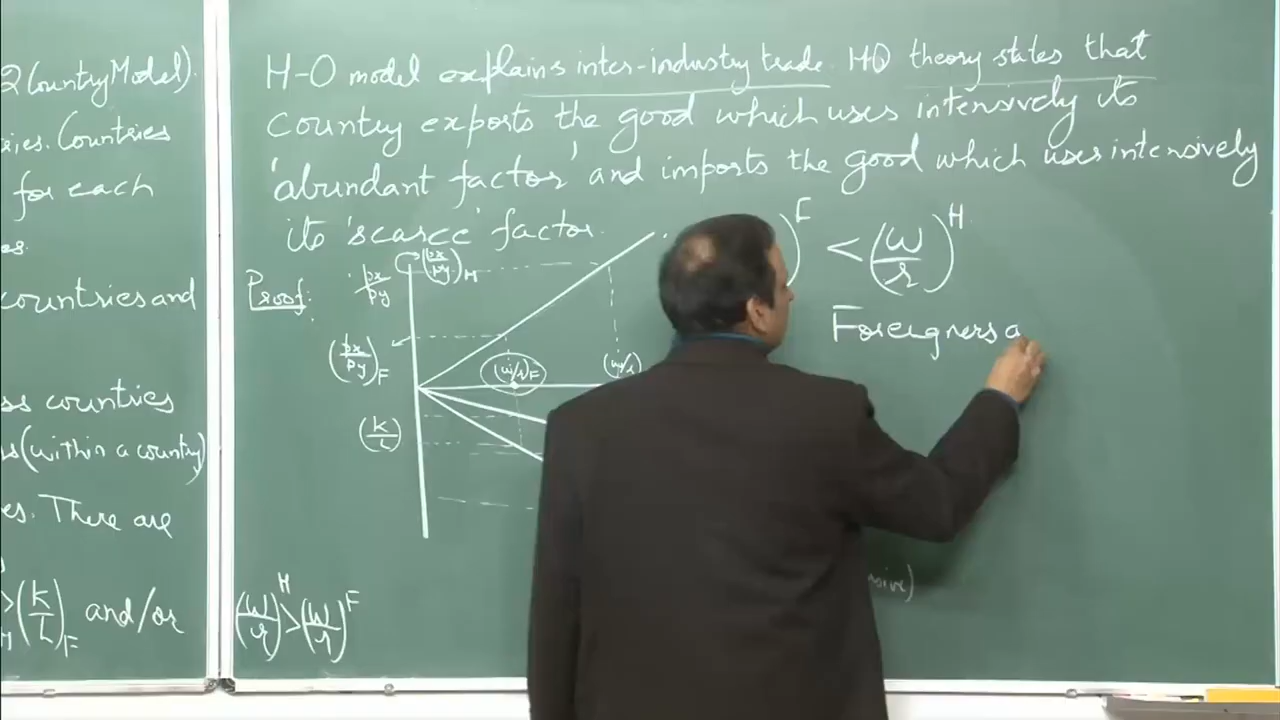 2 Country Model)
ries. Countries
for each
es.
countries and
ss countries
s (within a country)
es. There are
> (K/L)F and/or
H-O model explains inter-industry trade. HO theory states that
Country exports the good which uses intensively its
'abundant factor' and imports the good which uses intensively
its 'scarce' factor.
Proof:
px/py
(px/py)H
(px/py)F
(w/r)F
(w/r)
(K/L)
(w/r)H > (w/r)F
)F < (w/r)H
Foreigners a
sive)